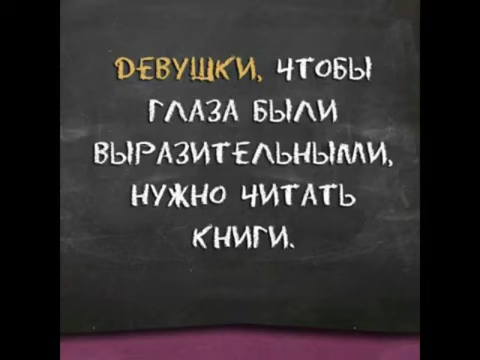 ДЕВУШКИ, ЧТОБЫ
ГЛАЗА БЫЛИ
ВЫРАЗИТЕЛЬНЫМИ,
НУЖНО ЧИТАТЬ
КНИГИ.